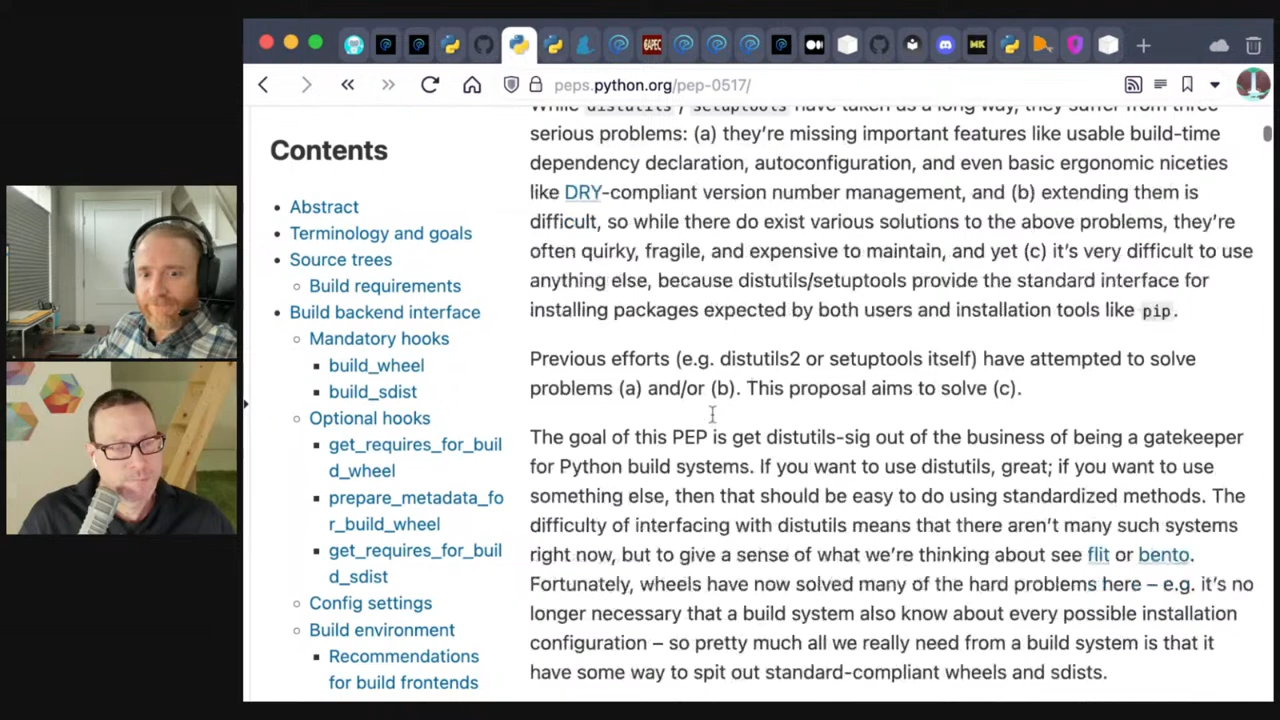 peps.python.org/pep-0517/
Contents
Abstract
Terminology and goals
Source trees
Build requirements
Build backend interface
Mandatory hooks
build_wheel
build_sdist
Optional hooks
get_requires_for_buil
d_wheel
prepare_metadata_fo
r_build_wheel
get_requires_for_buil
d_sdist
Config settings
Build environment
Recommendations
for build frontends
While distutils / setuptools have taken us a long way, they suffer from three
serious problems: (a) they're missing important features like usable build-time
dependency declaration, autoconfiguration, and even basic ergonomic niceties
like DRY-compliant version number management, and (b) extending them is
difficult, so while there do exist various solutions to the above problems, they're
often quirky, fragile, and expensive to maintain, and yet (c) it's very difficult to use
anything else, because distutils/setuptools provide the standard interface for
installing packages expected by both users and installation tools like pip.
Previous efforts (e.g. distutils2 or setuptools itself) have attempted to solve
problems (a) and/or (b). This proposal aims to solve (c).
The goal of this PEP is get distutils-sig out of the business of being a gatekeeper
for Python build systems. If you want to use distutils, great; if you want to use
something else, then that should be easy to do using standardized methods. The
difficulty of interfacing with distutils means that there aren't many such systems
right now, but to give a sense of what we're thinking about see flit or bento.
Fortunately, wheels have now solved many of the hard problems here – e.g. it's no
longer necessary that a build system also know about every possible installation
configuration – so pretty much all we really need from a build system is that it
have some way to spit out standard-compliant wheels and sdists.